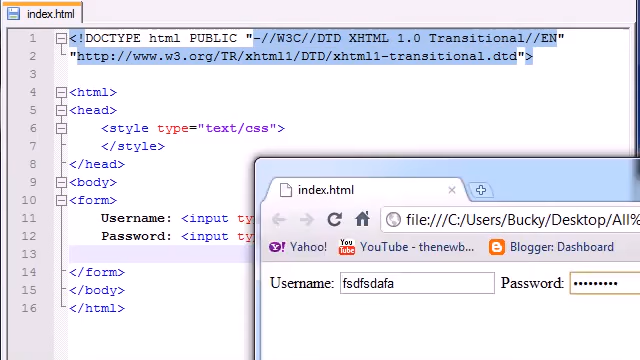 index.html
1 <!DOCTYPE html PUBLIC "-//W3C//DTD XHTML 1.0 Transitional//EN"
2 "http://www.w3.org/TR/xhtml1/DTD/xhtml1-transitional.dtd">
3
4 <html>
5 <head>
6 <style type="text/css">
7 </style>
8 </head>
9 <body>
10 <form>
11 Username: <input ty
12 Password: <input ty
13
14 </form>
15 </body>
16 </html>
index.html
file:///C:/Users/Bucky/Desktop/All%
Yahoo! YouTube - thenewb... Blogger: Dashboard
Username: fsdfsdafa Password: •••••••••